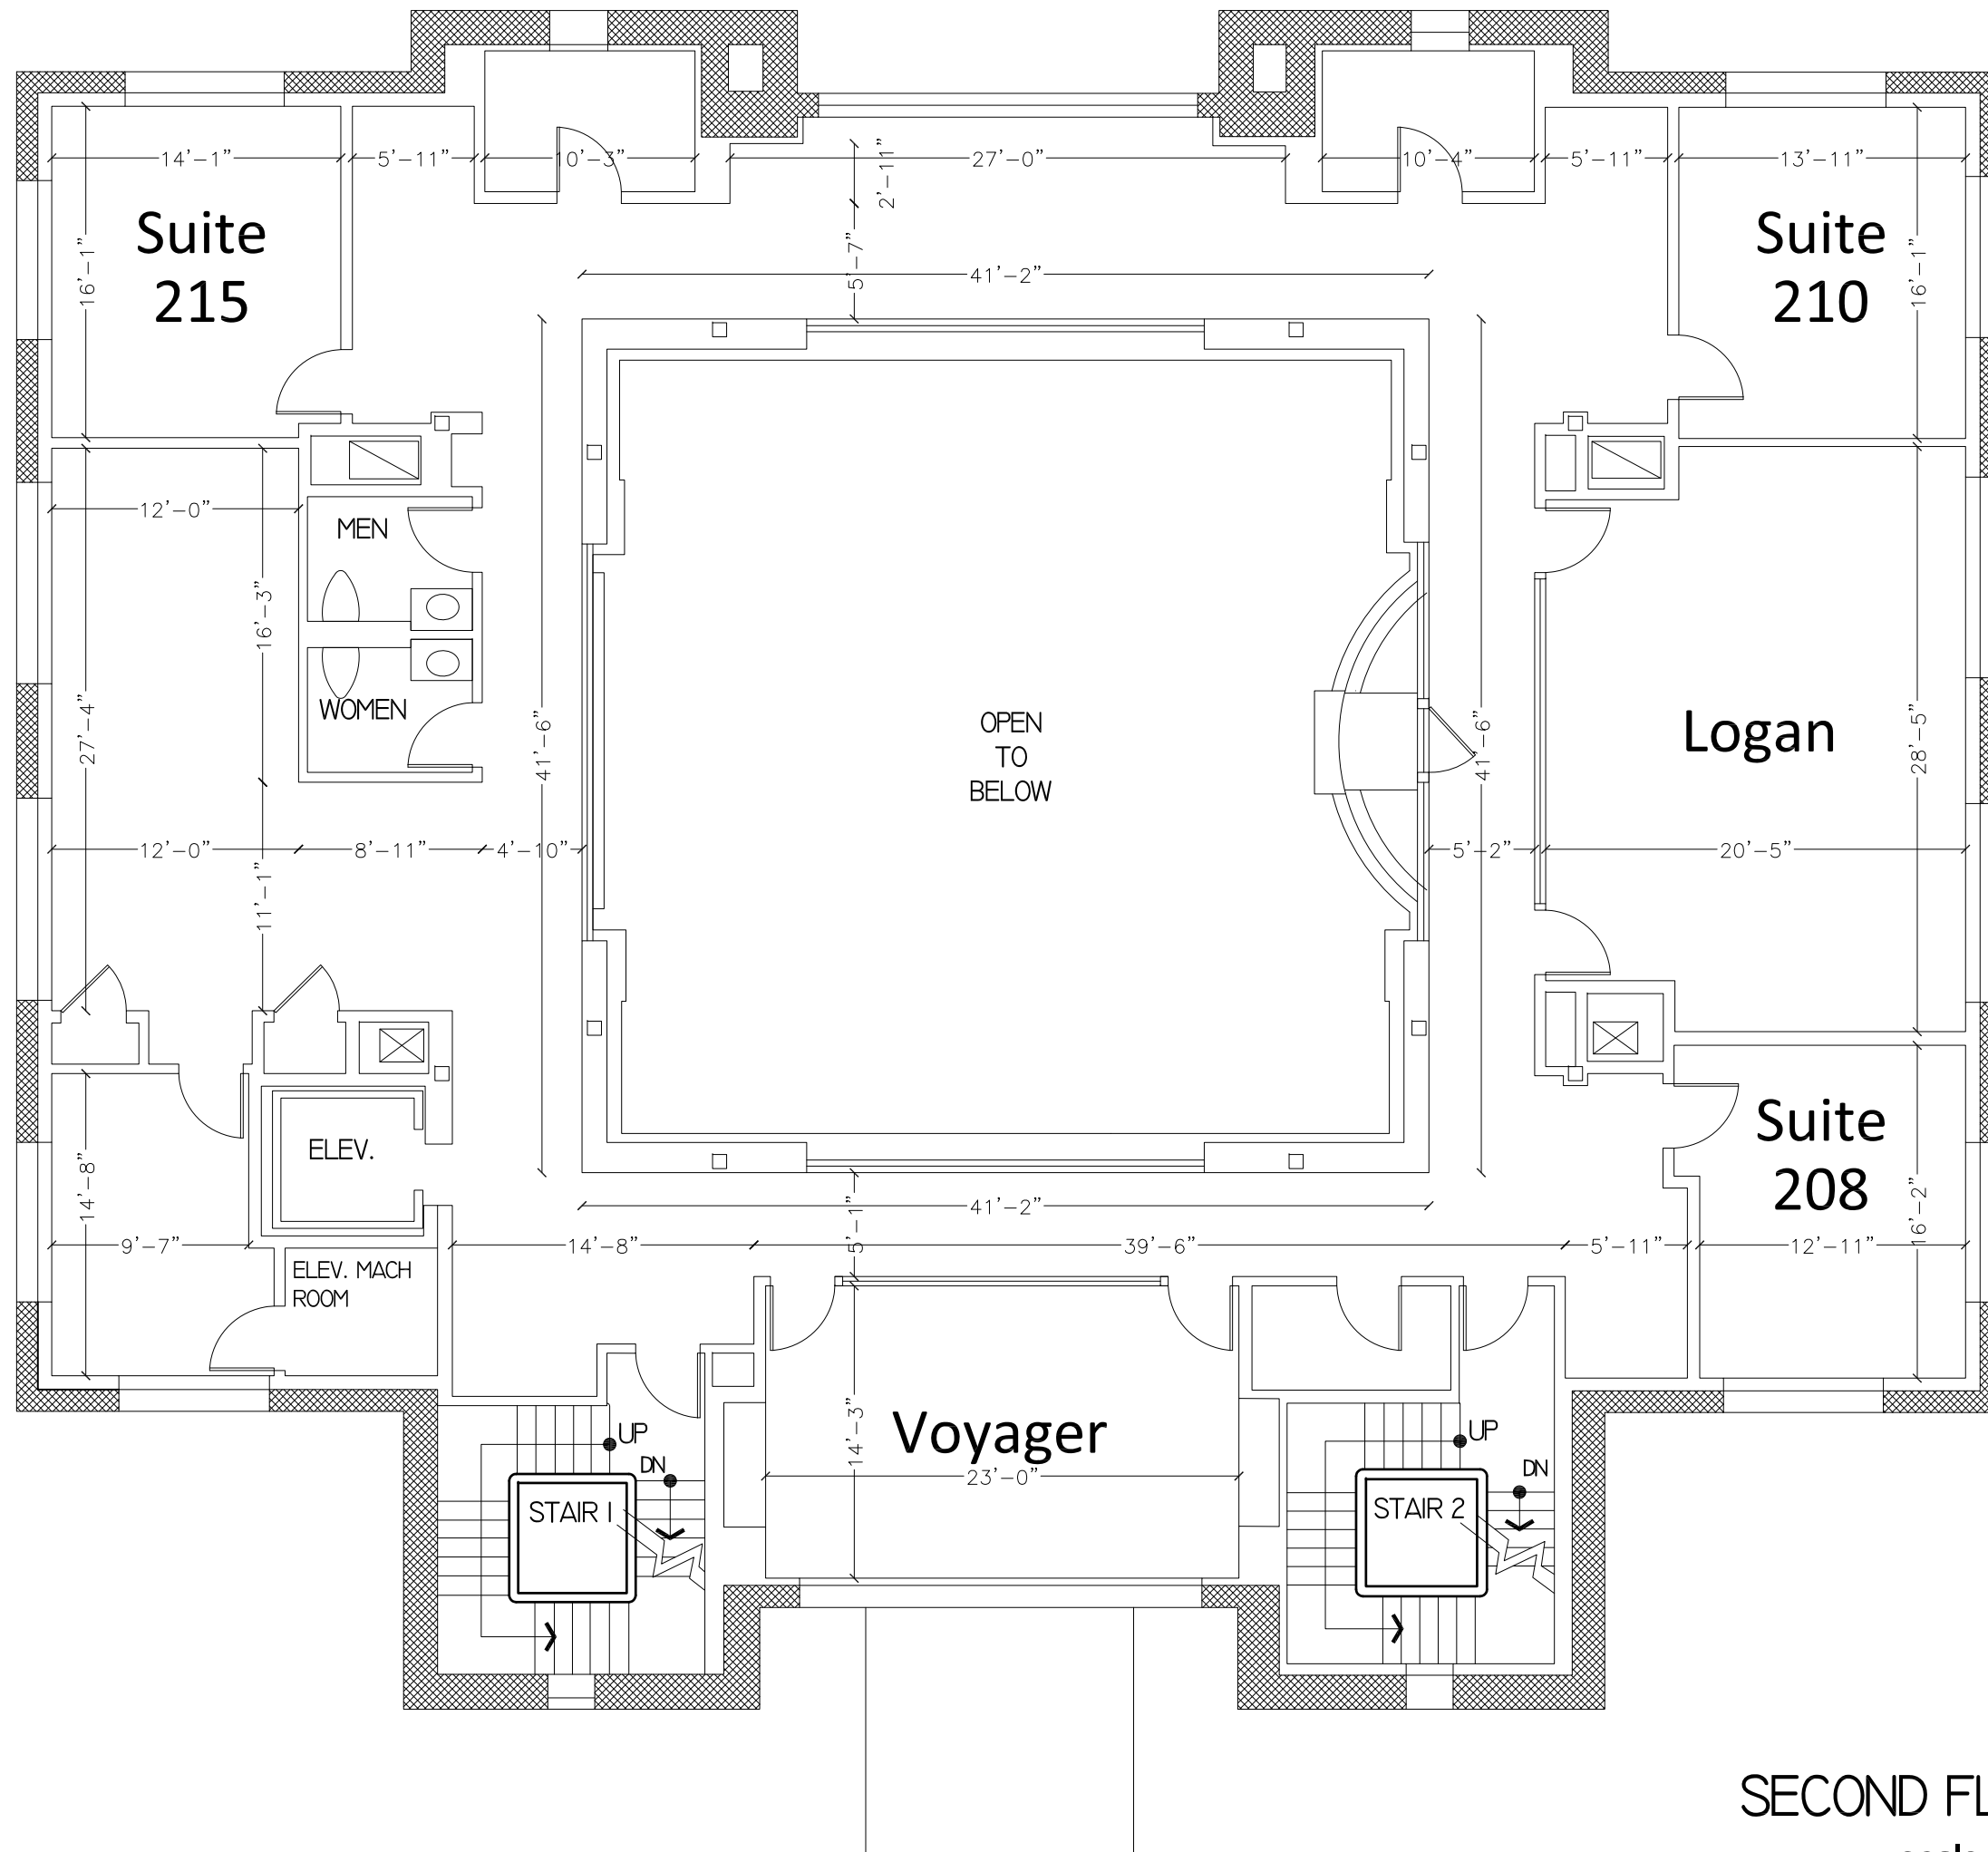 14'-1"
5'-11"
10'-3"
27'-0"
10'-4"
5'-11"
13'-11"
2'-11"
Suite
215
16'-1"
5'-7"
41'-2"
Suite
210
16'-1"
12'-0"
MEN
16'-3"
WOMEN
27'-4"
41'-6"
OPEN
TO
BELOW
41'-6"
Logan
28'-5"
12'-0"
8'-11"
4'-10"
5'-2"
20'-5"
11'-1"
ELEV.
14'-8"
Suite
208
16'-2"
41'-2"
5'-1"
9'-7"
14'-8"
39'-6"
5'-11"
12'-11"
ELEV. MACH
ROOM
Voyager
14'-3"
23'-0"
UP
DN
STAIR 1
UP
DN
STAIR 2
SECOND FL